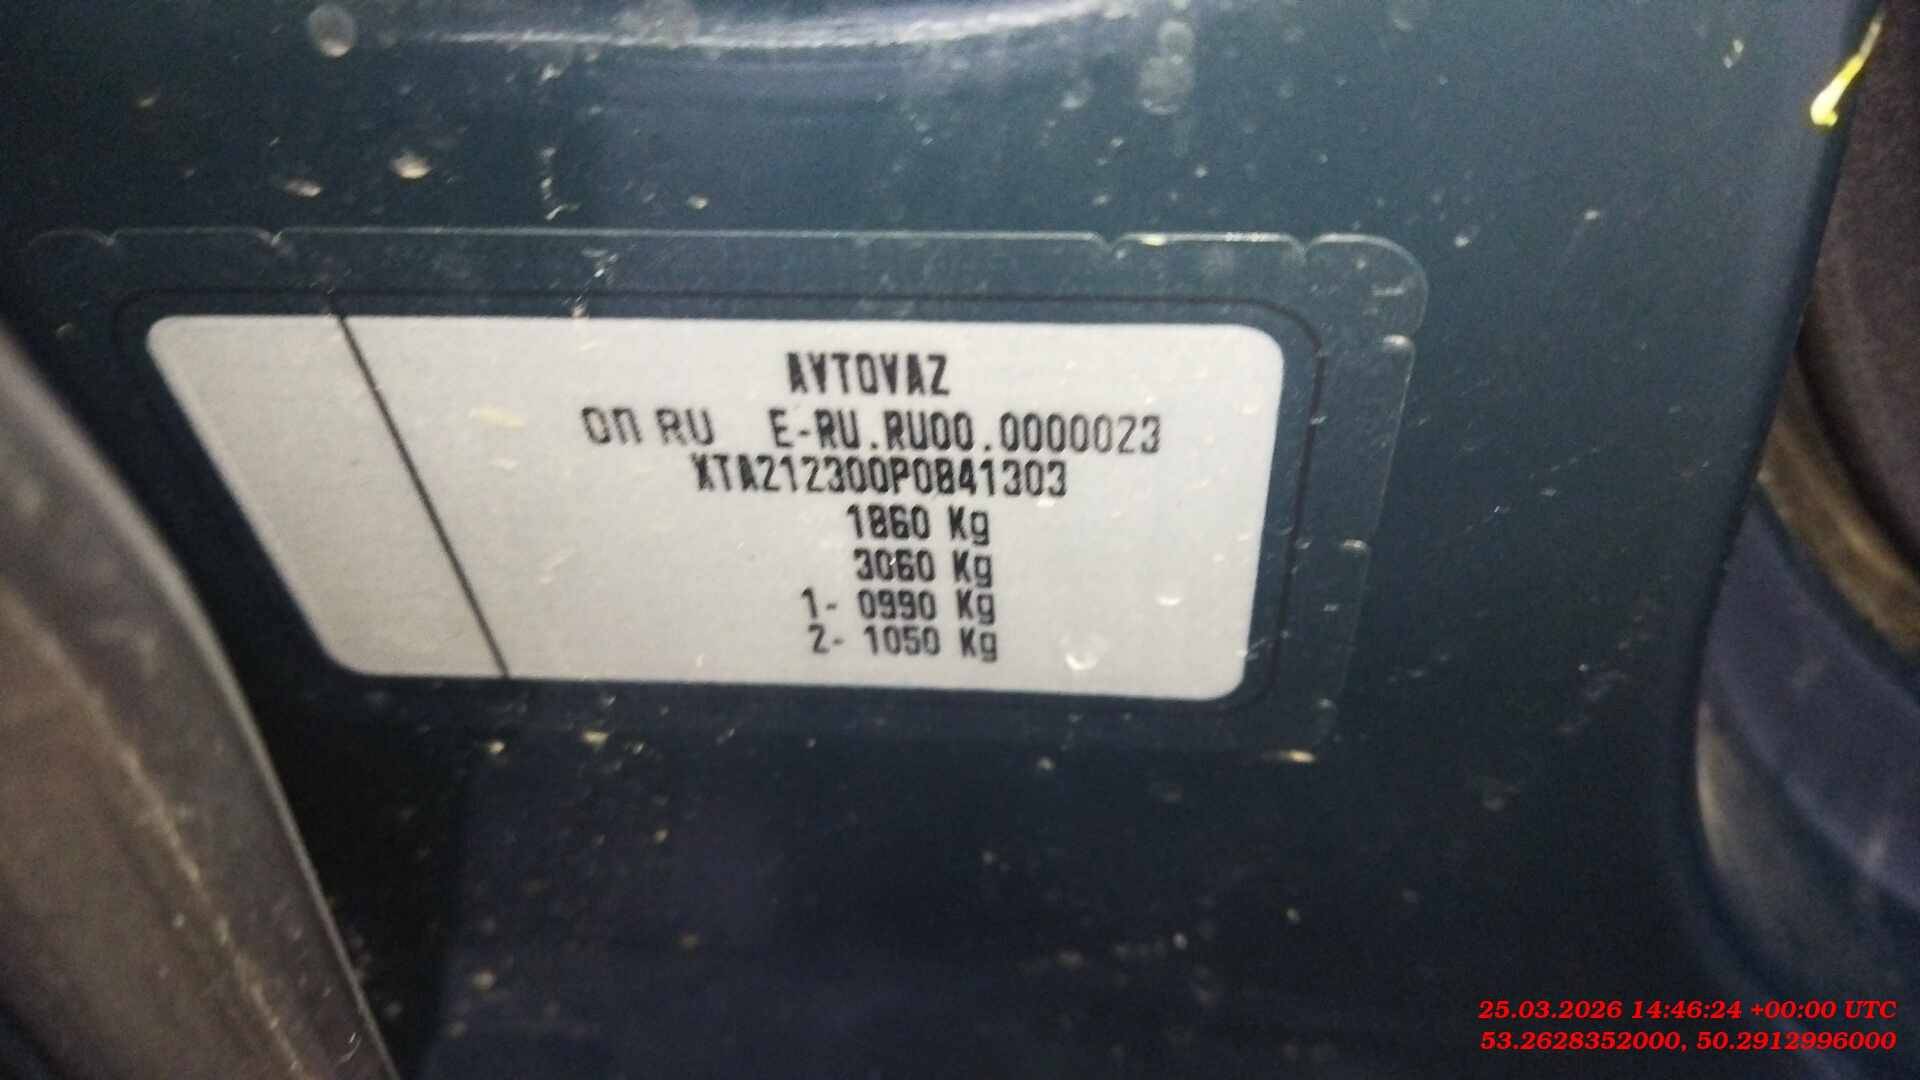 AVTOVAZ
ОП RU E-RU.RU00.0000023
XTA212300P0841303
1860 Kg
3060 Kg
1- 0990 Kg
2- 1050 Kg
25.03.2026 14:46:24 +00:00 UTC
53.2628352000, 50.2912996000